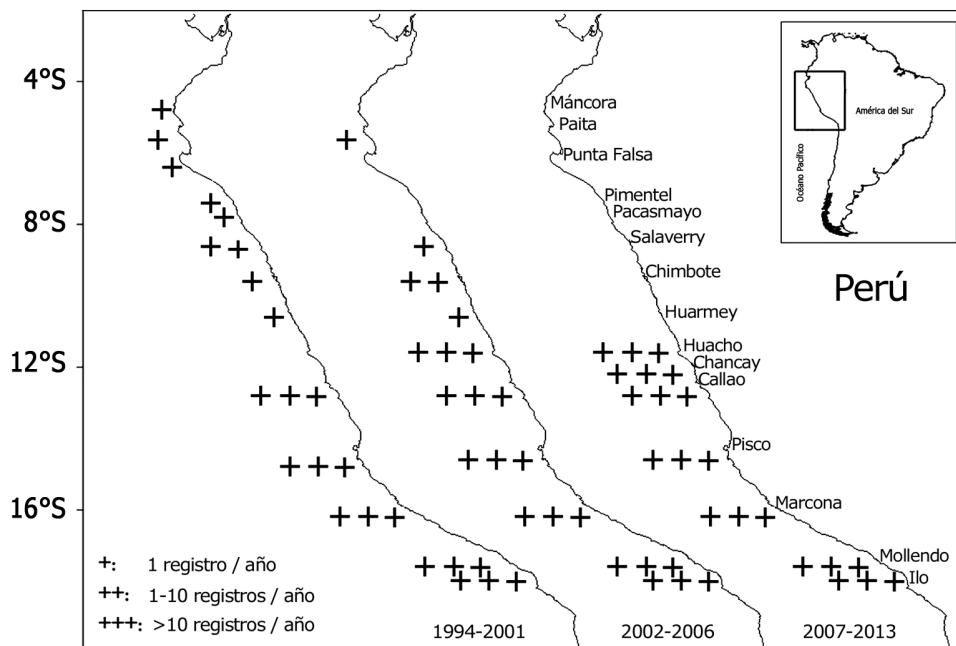 4ºS
8ºS
12ºS
16ºS
Máncora
Paita
Punta Falsa
Pimentel
Pacasmayo
Salaverry
Chimbote
Huarmey
Huacho
Chancay
Callao
Pisco
Marcona
Mollendo
Ilo
América del Sur
Océano Pacífico
Perú
+: 1 registro / año
++: 1-10 registros / año
+++: >10 registros / año
1994-2001
2002-2006
2007-2013